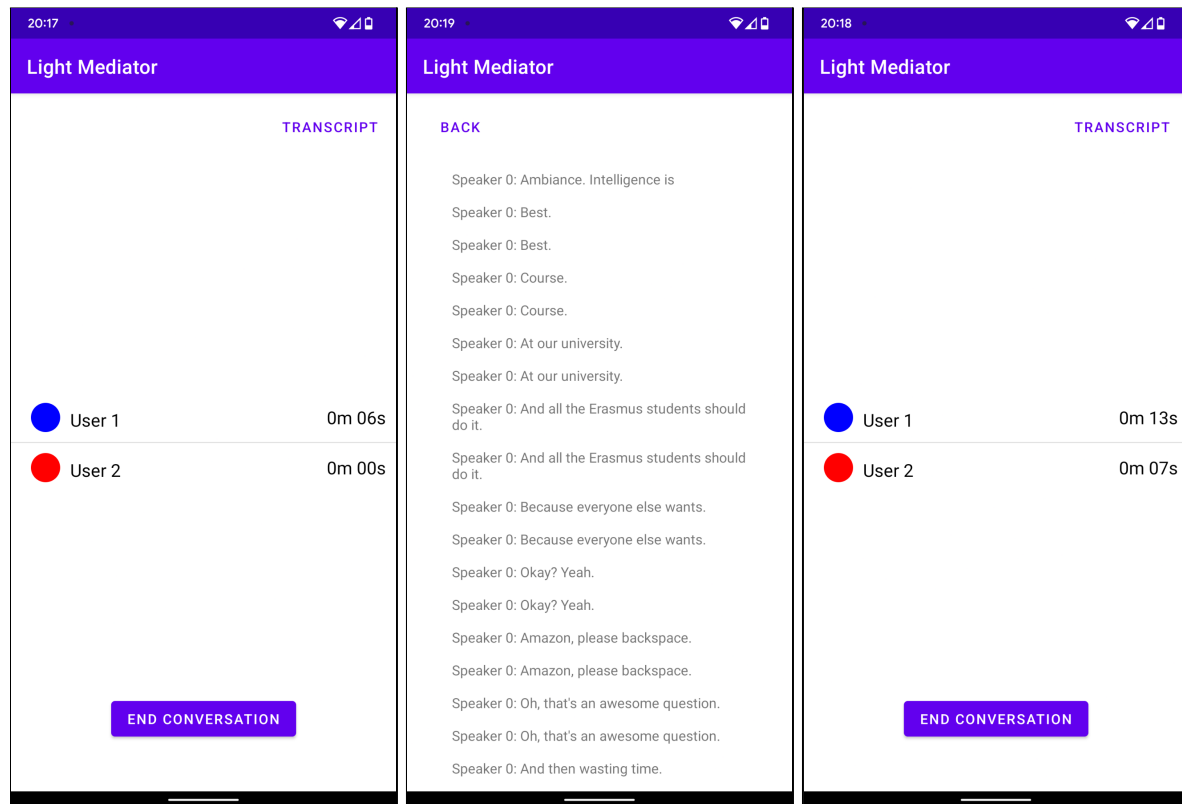 20:17
Light Mediator
TRANSCRIPT
User 1 0m 06s
User 2 0m 00s
END CONVERSATION
20:19
Light Mediator
BACK
Speaker 0: Ambiance. Intelligence is
Speaker 0: Best.
Speaker 0: Best.
Speaker 0: Course.
Speaker 0: Course.
Speaker 0: At our university.
Speaker 0: At our university.
Speaker 0: And all the Erasmus students should
do it.
Speaker 0: And all the Erasmus students should
do it.
Speaker 0: Because everyone else wants.
Speaker 0: Because everyone else wants.
Speaker 0: Okay? Yeah.
Speaker 0: Okay? Yeah.
Speaker 0: Amazon, please backspace.
Speaker 0: Amazon, please backspace.
Speaker 0: Oh, that's an awesome question.
Speaker 0: Oh, that's an awesome question.
Speaker 0: And then wasting time.
20:18
Light Mediator
TRANSCRIPT
User 1 0m 13s
User 2 0m 07s
END CONVERSATION